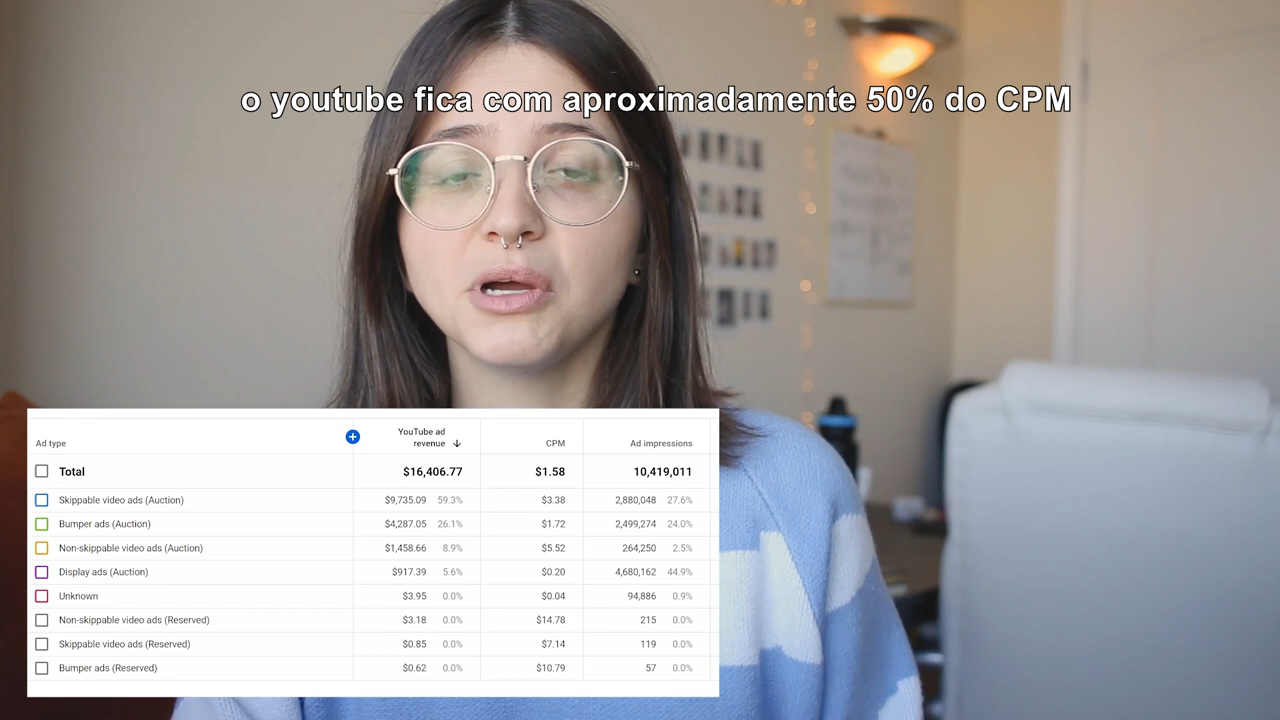 o youtube fica com aproximadamente 50% do CPM
Ad type YouTube ad revenue CPM Ad impressions
Total $16,406.77 $1.58 10,419,011
Skippable video ads (Auction) $9,735.09 59.3% $3.38 2,880,048 27.6%
Bumper ads (Auction) $4,287.05 26.1% $1.72 2,499,274 24.0%
Non-skippable video ads (Auction) $1,458.66 8.9% $5.52 264,250 2.5%
Display ads (Auction) $917.39 5.6% $0.20 4,680,162 44.9%
Unknown $3.95 0.0% $0.04 94,886 0.9%
Non-skippable video ads (Reserved) $3.18 0.0% $14.78 215 0.0%
Skippable video ads (Reserved) $0.85 0.0% $7.14 119 0.0%
Bumper ads (Reserved) $0.62 0.0% $10.79 57 0.0%